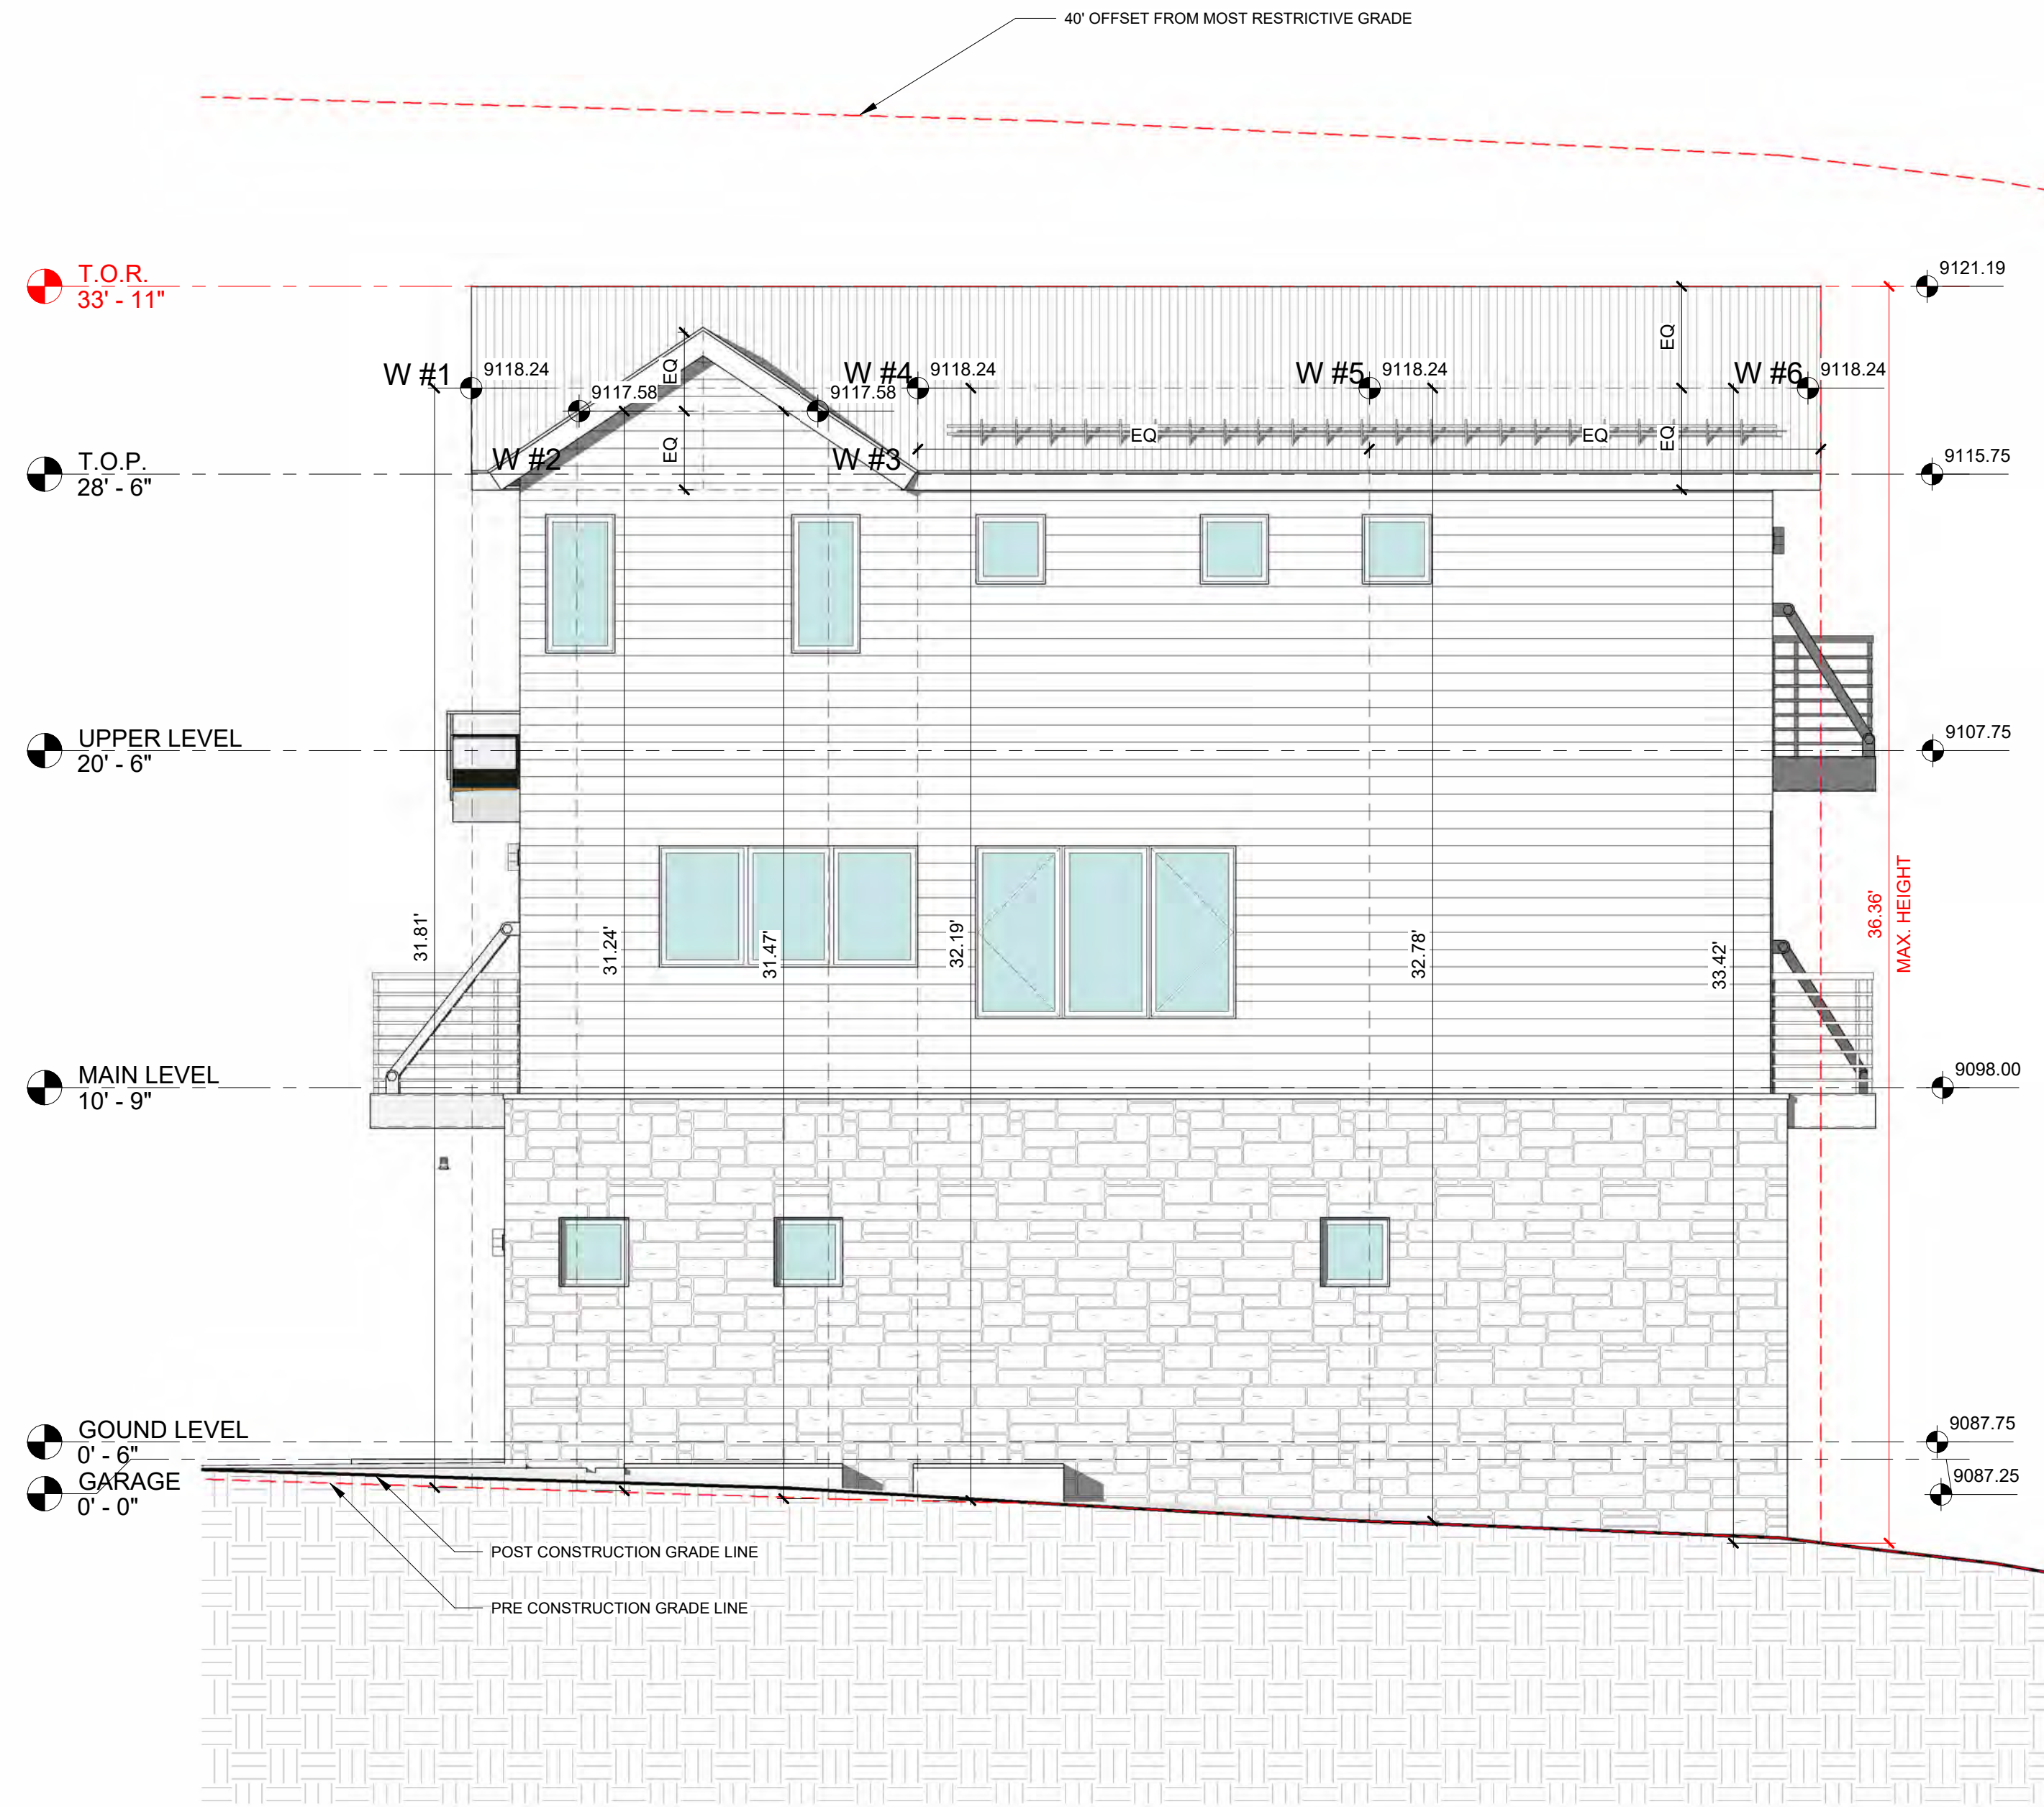 40' OFFSET FROM MOST RESTRICTIVE GRADE
T.O.R.
33' - 11"
9121.19
EQ
EQ
W #1
9118.24
9117.58
9117.58
W #4
9118.24
W #5
9118.24
W #6
9118.24
EQ
EQ
EQ
EQ
W #2
W #3
T.O.P.
28' - 6"
9115.75
UPPER LEVEL
20' - 6"
9107.75
31.81'
31.24'
31.47'
32.19'
32.78'
33.42'
36.36'
MAX. HEIGHT
MAIN LEVEL
10' - 9"
9098.00
GOUND LEVEL
0' - 6"
9087.75
GARAGE
0' - 0"
9087.25
POST CONSTRUCTION GRADE LINE
PRE CONSTRUCTION GRADE LINE